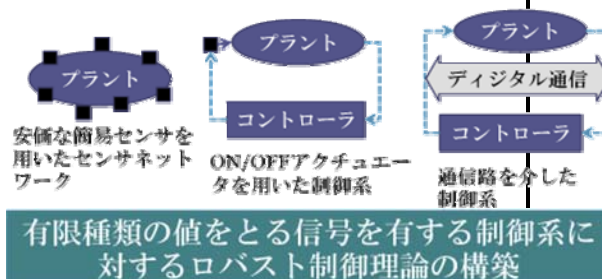 プラント
安価な簡易センサを
用いたセンサネット
ワーク
プラント
コントローラ
ON/OFFアクチュエー
タを用いた制御系
プラント
ディジタル通信
コントローラ
通信路を介した
制御系
有限種類の値をとる信号を有する制御系に
対するロバスト制御理論の構築